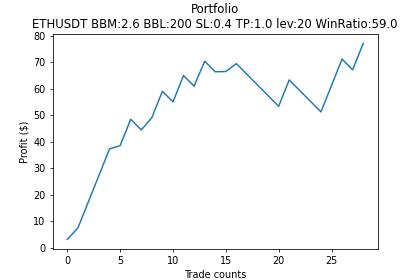 Portfolio
ETHUSDT BBM:2.6 BBL:200 SL:0.4 TP:1.0 lev:20 WinRatio:59.0
80
70
60
50
40
30
20
10
0
Profit ($)
0 5 10 15 20 25
Trade counts